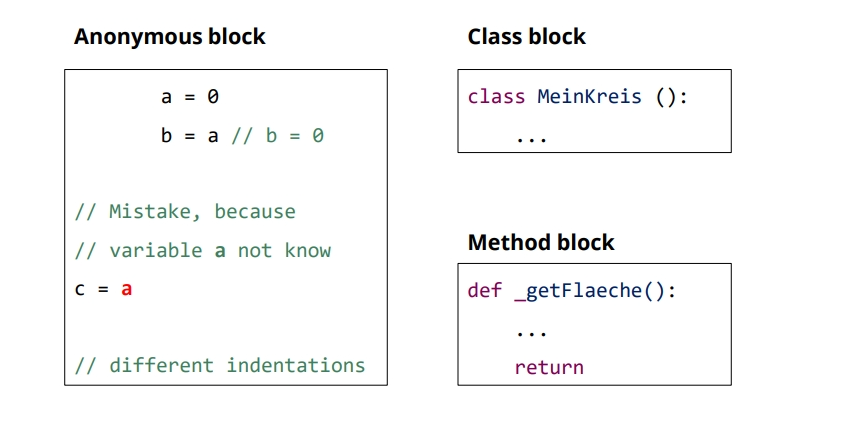 Anonymous block
a = 0
b = a // b = 0
// Mistake, because
// variable a not know
c = a
// different indentations
Class block
class MeinKreis ():
...
Method block
def _getFlaeche():
...
return